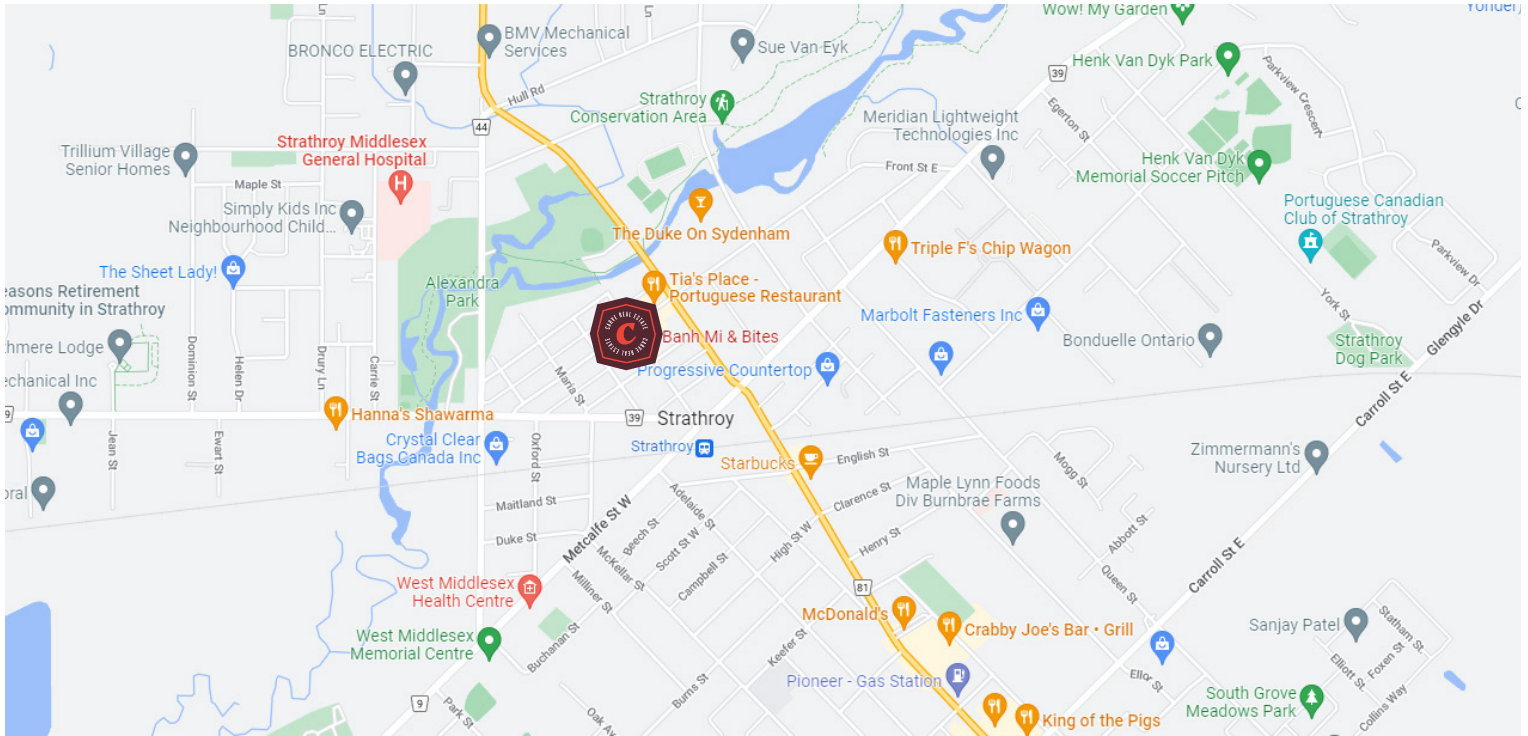 Wow! My Garden
Yonder)
BMV Mechanical
Services
Sue Van Eyk
BRONCO ELECTRIC
39
Henk Van Dyk Park
Parkview Crescent
Hull Rd
Strathroy
Conservation Area
Egerton St
Meridian Lightweight
Technologies Inc
44
Strathroy Middlesex
General Hospital
H
Trillium Village
Senior Homes
Front St E
Henk Van Dyk
Memorial Soccer Pitch
Maple St
Simply Kids Inc
Neighbourhood Child...
Portuguese Canadian
Club of Strathroy
The Duke On Sydenham
Triple F's Chip Wagon
Parkview Dr
The Sheet Lady!
Alexandra
Park
Tia's Place -
Portuguese Restaurant
easons Retirement
ommunity in Strathroy
York St
Glengyle Dr
CARVE REAL ESTATE
C
CARVE REAL ESTATE
Banh Mi & Bites
Marbolt Fasteners Inc
Bonduelle Ontario
Strathroy
Dog Park
thmere Lodge
Dominion St
Helen Dr
Drury Ln
Carrie St
Maria St
Progressive Countertop
echanical Inc
9
Hanna's Shawarma
39
Strathroy
Carroll St E
Jean St
Ewart St
Crystal Clear
Bags Canada Inc
Oxford St
Strathroy
Starbucks
English St
Mogg St
Zimmermann's
Nursery Ltd
oral
Maitland St
Adelaide St
Clarence St
Maple Lynn Foods
Div Burnbrae Farms
Duke St
Metcalfe St W
Beech St
Scott St W
High St W
Henry St
Abbott St
McKellar St
Campbell St
Carroll St E
West Middlesex
Health Centre
Milliner St
81
Queen St
McDonald's
Crabby Joe's Bar • Grill
Sanjay Patel
Statham St
West Middlesex
Memorial Centre
Buchanan St
Keefer St
Foxen St
Elliott St
Pioneer - Gas Station
Ellor St
Burns St
9
Park St
Oak Av
King of the Pigs
South Grove
Meadows Park
Collins Way